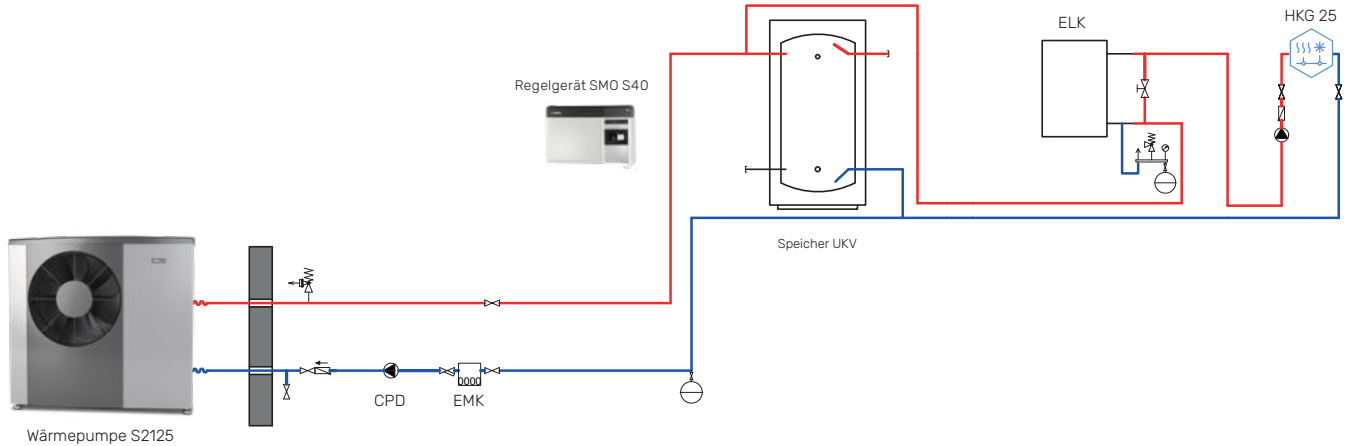 ELK
HKG 25
Regelgerät SMO S40
Speicher UKV
CPD
EMK
Wärmepumpe S2125